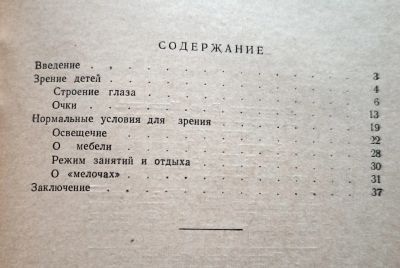 СОДЕРЖАНИЕ
Введение . . . . . . . . . . 3
Зрение детей . . . . . . . . . . 4
Строение глаза . . . . . . . . . . 6
Очки . . . . . . . . . . 13
Нормальные условия для зрения . . . . . . 19
Освещение . . . . . . . . . . 22
О мебели . . . . . . . . . . 28
Режим занятий и отдыха . . . . . . . 30
О «мелочах» . . . . . . . . . . 31
Заключение . . . . . . . . . . 37